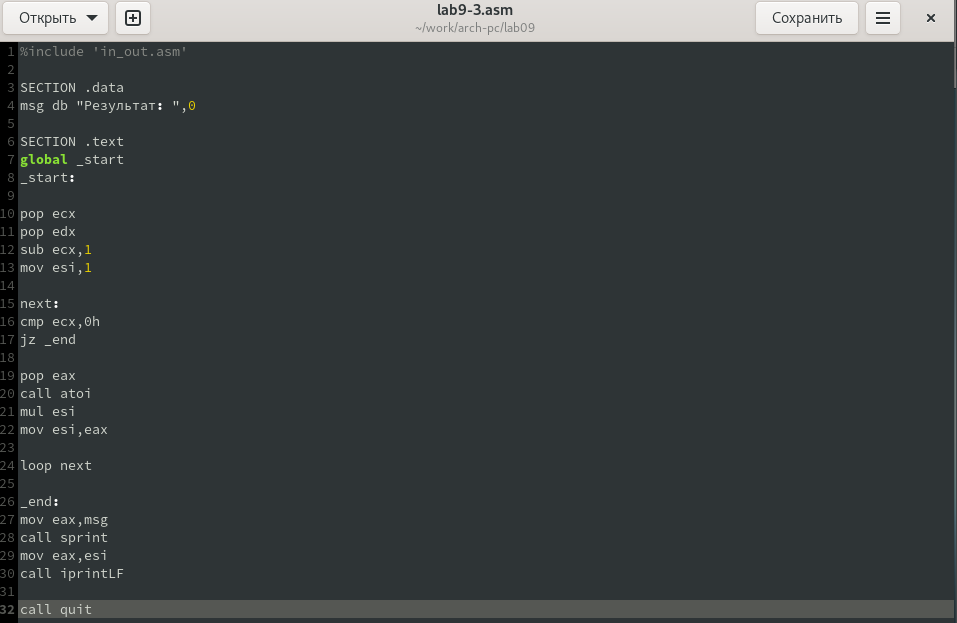 Открыть
lab9-3.asm
~/work/arch-pc/lab09
Сохранить
1 %include 'in_out.asm'
2
3 SECTION .data
4 msg db "Результат: ",0
5
6 SECTION .text
7 global _start
8 _start:
9
10 pop ecx
11 pop edx
12 sub ecx,1
13 mov esi,1
14
15 next:
16 cmp ecx,0h
17 jz _end
18
19 pop eax
20 call atoi
21 mul esi
22 mov esi,eax
23
24 loop next
25
26 _end:
27 mov eax,msg
28 call sprint
29 mov eax,esi
30 call iprintLF
31
32 call quit